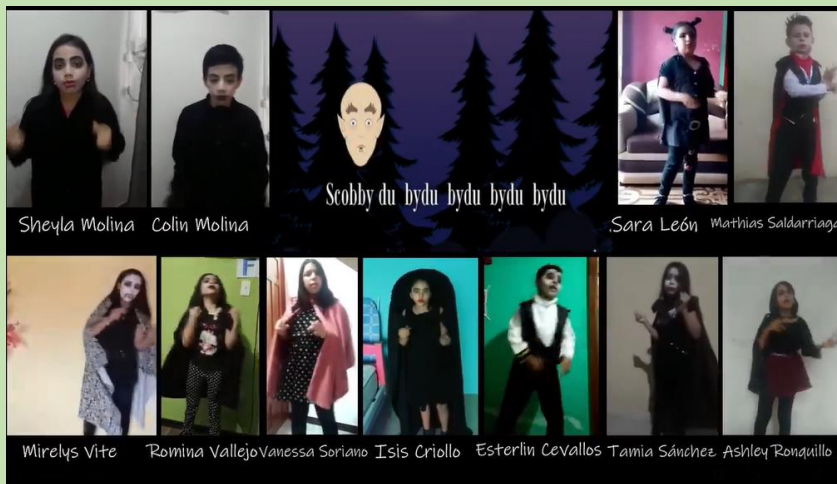 Scobby du bydu bydu bydu bydu
Sheyla Molina
Colin Molina
.Sara León
Mathias Saldarriaga
F
Mirelys Vite
Romina Vallejo
Vanessa Soriano
Isis Criollo
Esterlin Cevallos
Tamia Sánchez
Ashley Ronquillo